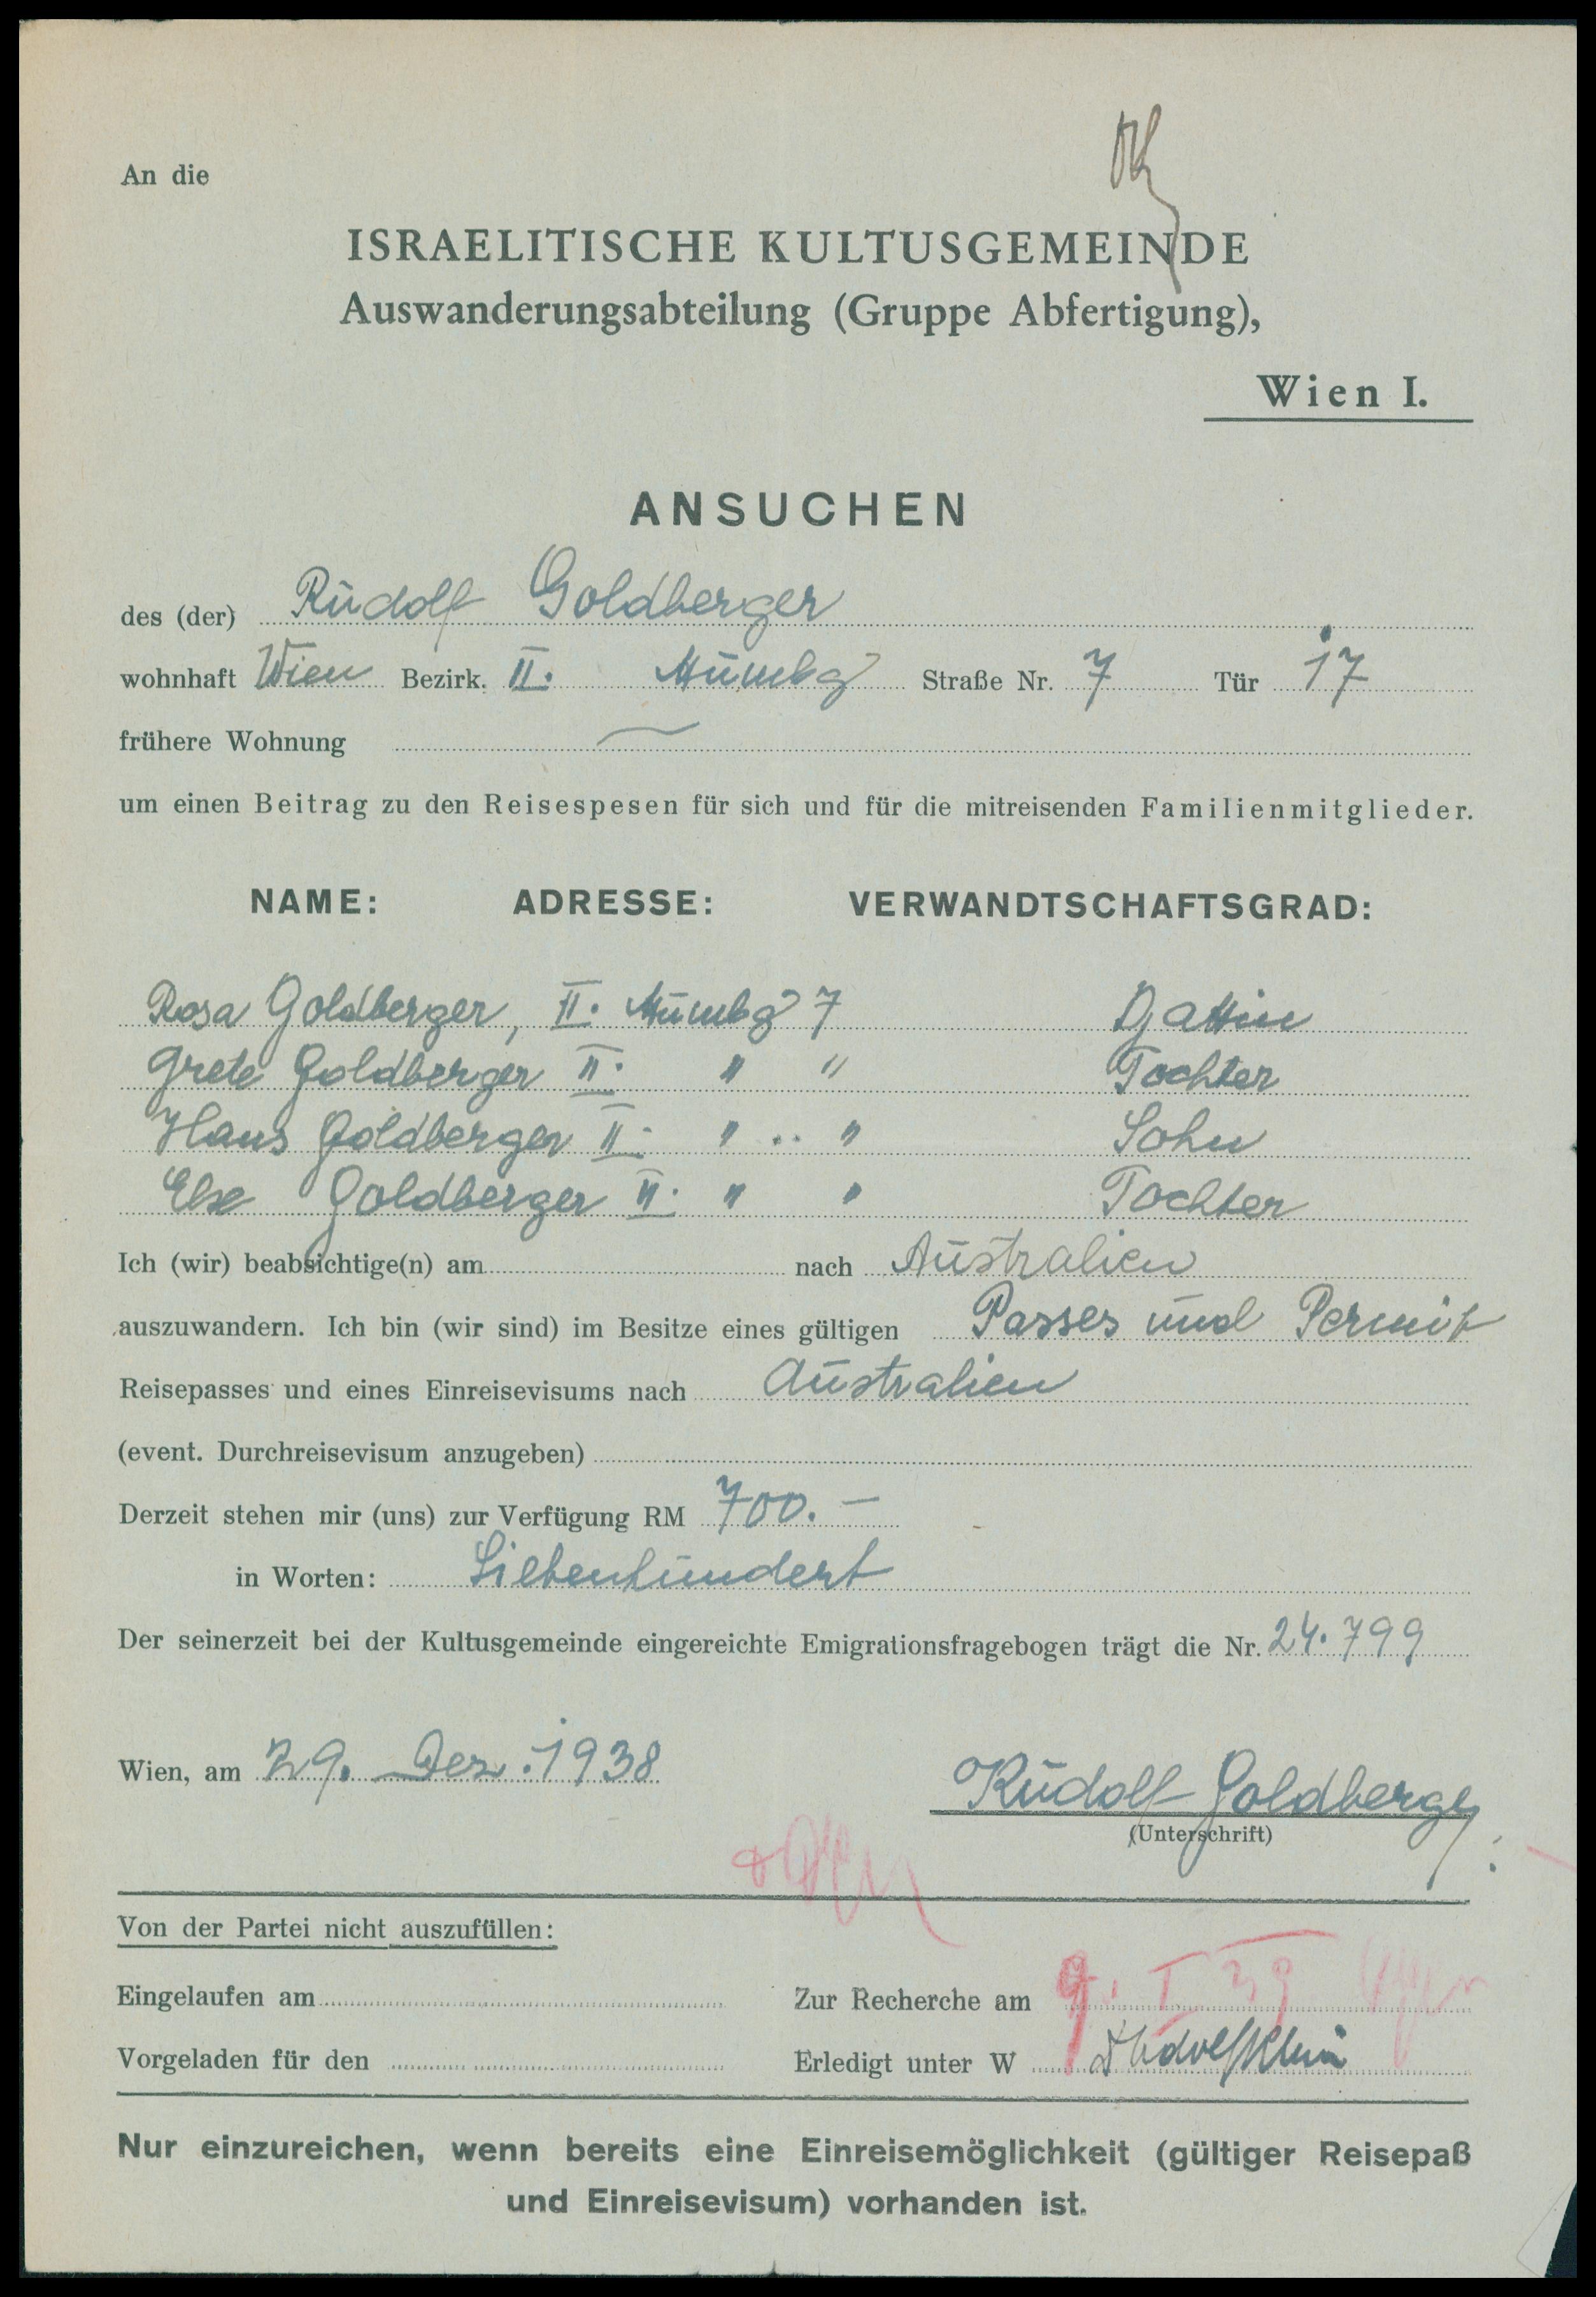 An die
ISRAELITISCHE KULTUSGEMEINDE
Auswanderungsabteilung (Gruppe Abfertigung),
Wien I.
ANSUCHEN
des (der) Rudolf Goldberger
wohnhaft Wien Bezirk. II. Straße Nr. 7 Tür 17
frühere Wohnung —
um einen Beitrag zu den Reisespesen für sich und für die mitreisenden Familienmitglieder.
NAME: ADRESSE: VERWANDTSCHAFTSGRAD:
Rosa Goldberger, II. 7 Gattin
Grete Goldberger II. " " Tochter
Hans Goldberger II. " .. " Sohn
Else Goldberger II. " " Tochter
Ich (wir) beabsichtige(n) am nach Australien
auszuwandern. Ich bin (wir sind) im Besitze eines gültigen Passes und Permit
Reisepasses und eines Einreisevisums nach Australien
(event. Durchreisevisum anzugeben)
Derzeit stehen mir (uns) zur Verfügung RM 700.—
in Worten: Siebenhundert
Der seinerzeit bei der Kultusgemeinde eingereichte Emigrationsfragebogen trägt die Nr. 24.799
Wien, am 29. Dez. 1938
Rudolf Goldberger
(Unterschrift)
Von der Partei nicht auszufüllen:
Eingelaufen am Zur Recherche am 9. I 39
Vorgeladen für den Erledigt unter W
Nur einzureichen, wenn bereits eine Einreisemöglichkeit (gültiger Reisepaß
und Einreisevisum) vorhanden ist.